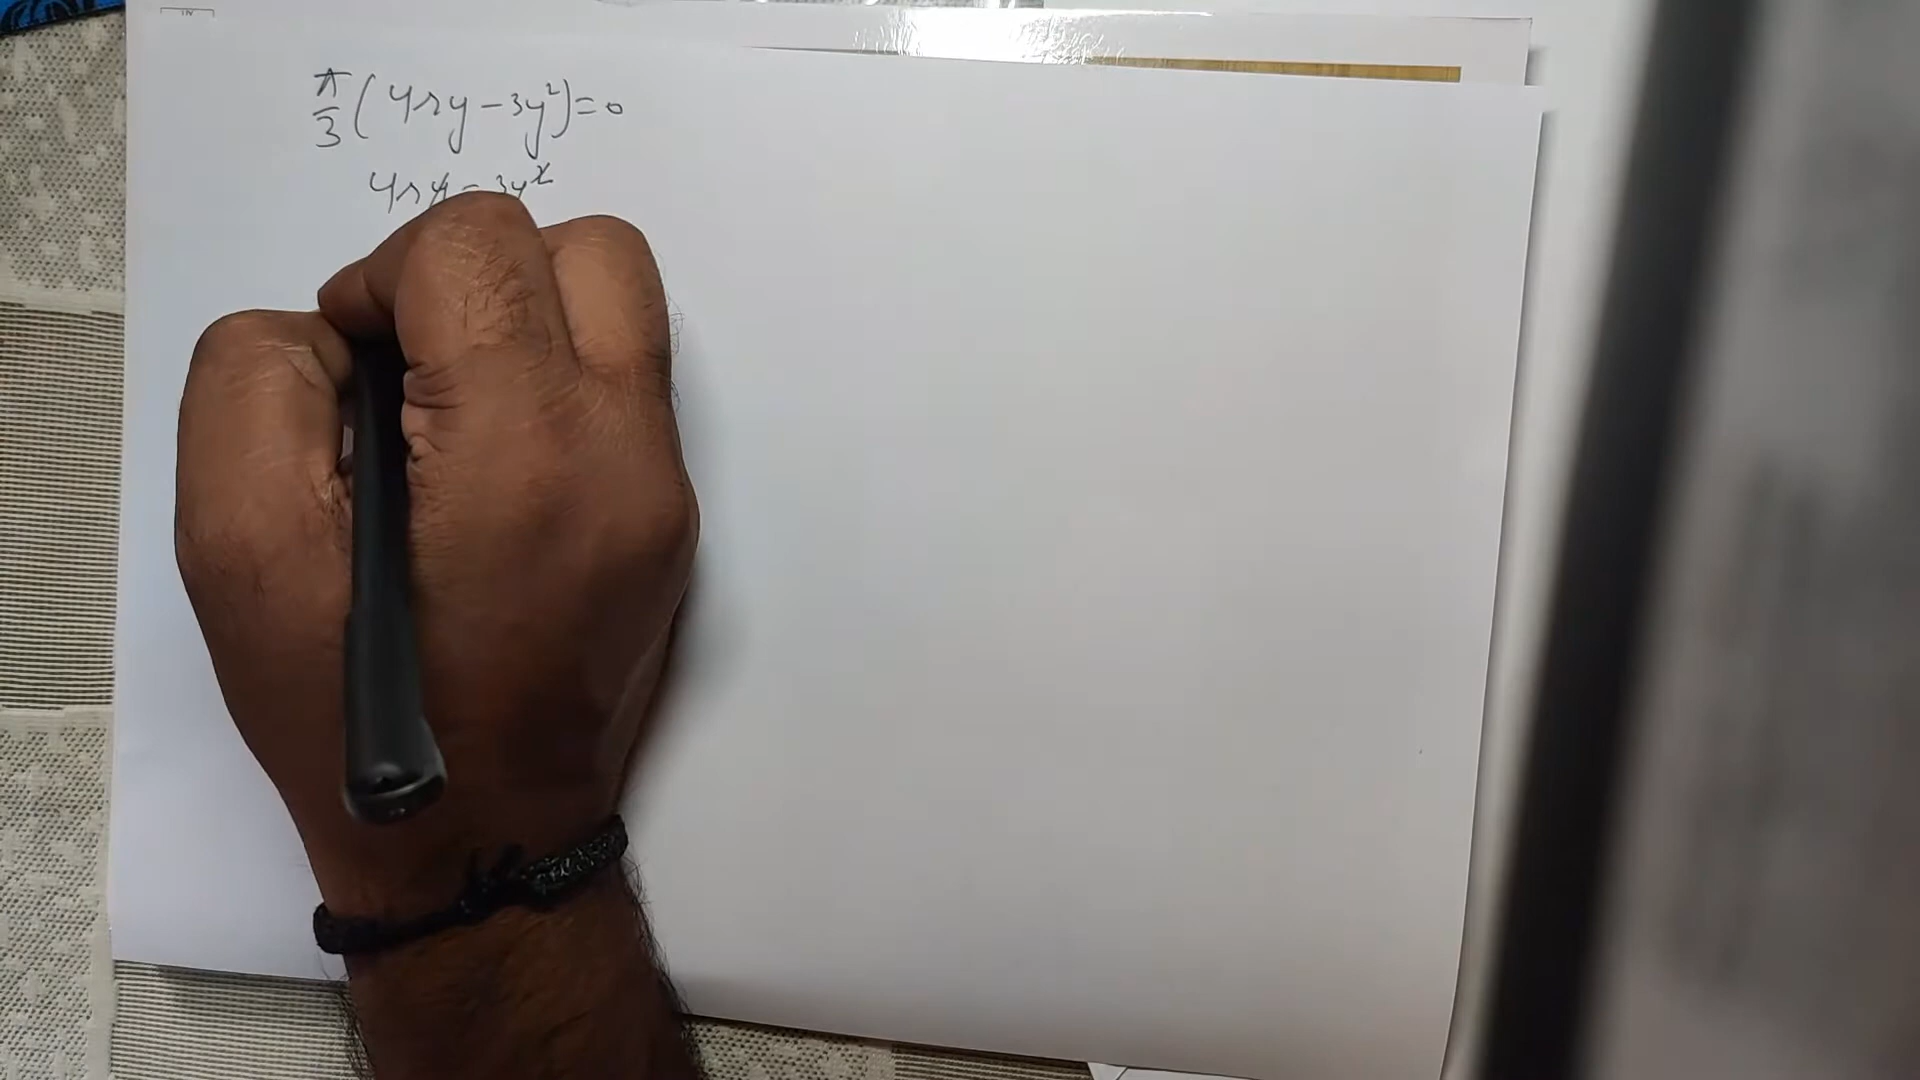 π/3 (4ry - 3y²) = 0
4ry = 3y²